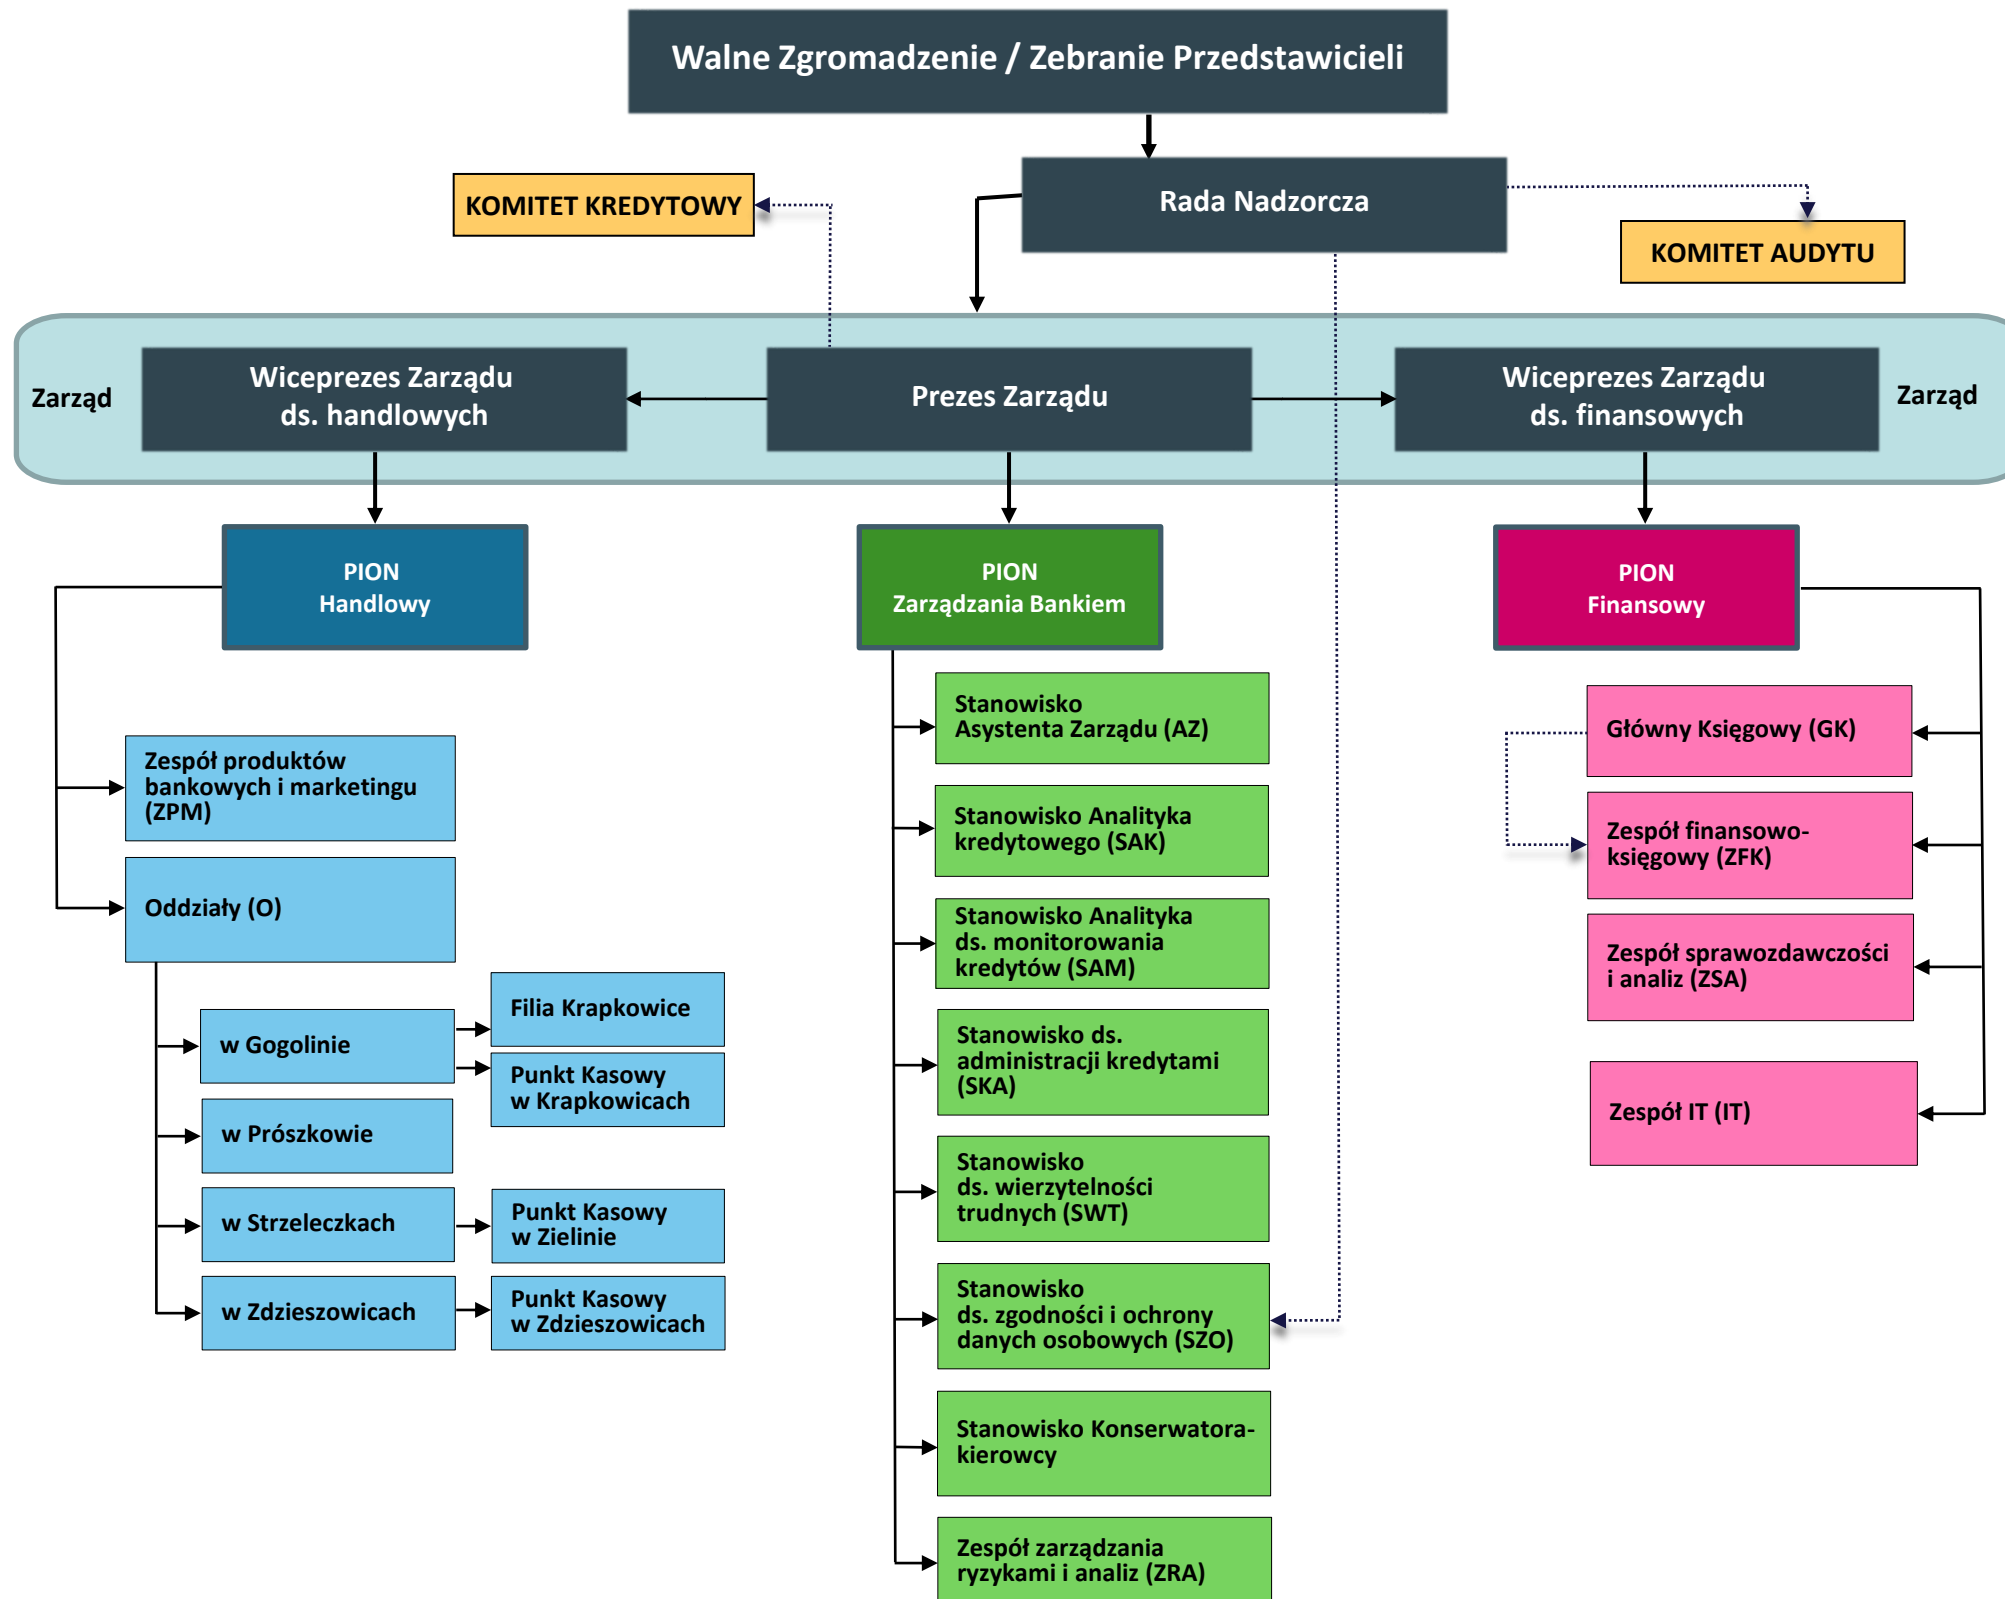 Walne Zgromadzenie / Zebranie Przedstawicieli
Rada Nadzorcza
KOMITET KREDYTOWY
KOMITET AUDYTU
Zarząd
Wiceprezes Zarządu
ds. handlowych
Prezes Zarządu
Wiceprezes Zarządu
ds. finansowych
Zarząd
PION
Handlowy
PION
Zarządzania Bankiem
PION
Finansowy
Zespół produktów
bankowych i marketingu
(ZPM)
Oddziały (O)
w Gogolinie
Filia Krapkowice
Punkt Kasowy
w Krapkowicach
w Prószkowie
w Strzeleczkach
Punkt Kasowy
w Zielinie
w Zdzieszowicach
Punkt Kasowy
w Zdzieszowicach
Stanowisko
Asystenta Zarządu (AZ)
Stanowisko Analityka
kredytowego (SAK)
Stanowisko Analityka
ds. monitorowania
kredytów (SAM)
Stanowisko ds.
administracji kredytami
(SKA)
Stanowisko
ds. wierzytelności
trudnych (SWT)
Stanowisko
ds. zgodności i ochrony
danych osobowych (SZO)
Stanowisko Konserwatora-
kierowcy
Zespół zarządzania
ryzykami i analiz (ZRA)
Główny Księgowy (GK)
Zespół finansowo-
księgowy (ZFK)
Zespół sprawozdawczości
i analiz (ZSA)
Zespół IT (IT)